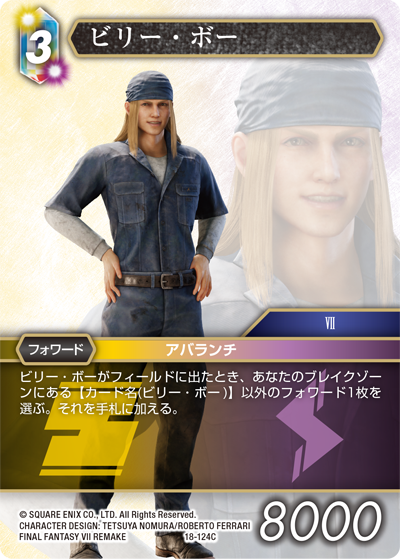 3
ビリー・ボー
VII
フォワード
アバランチ
ビリー・ボーがフィールドに出たとき、あなたのブレイクゾー
ンにある【カード名(ビリー・ボー)】以外のフォワード1枚を
選ぶ。それを手札に加える。
© SQUARE ENIX CO., LTD. All Rights Reserved.
CHARACTER DESIGN: TETSUYA NOMURA/ROBERTO FERRARI
FINAL FANTASY VII REMAKE 18-124C
8000